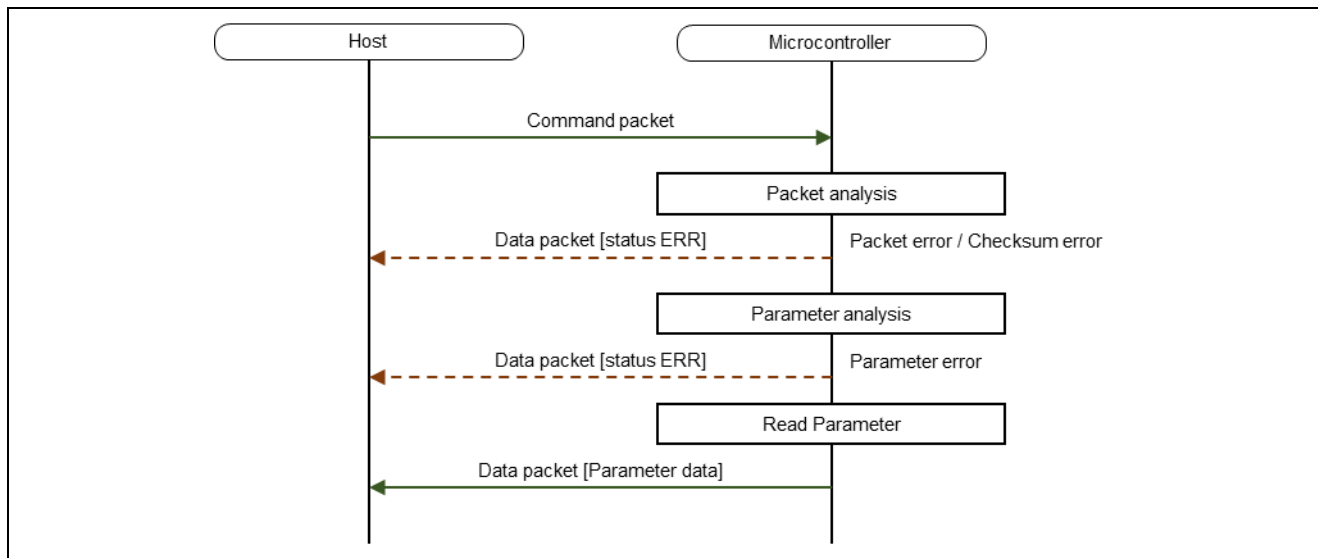 Host
Microcontroller
Command packet
Packet analysis
Data packet [status ERR]
Packet error / Checksum error
Parameter analysis
Data packet [status ERR]
Parameter error
Read Parameter
Data packet [Parameter data]